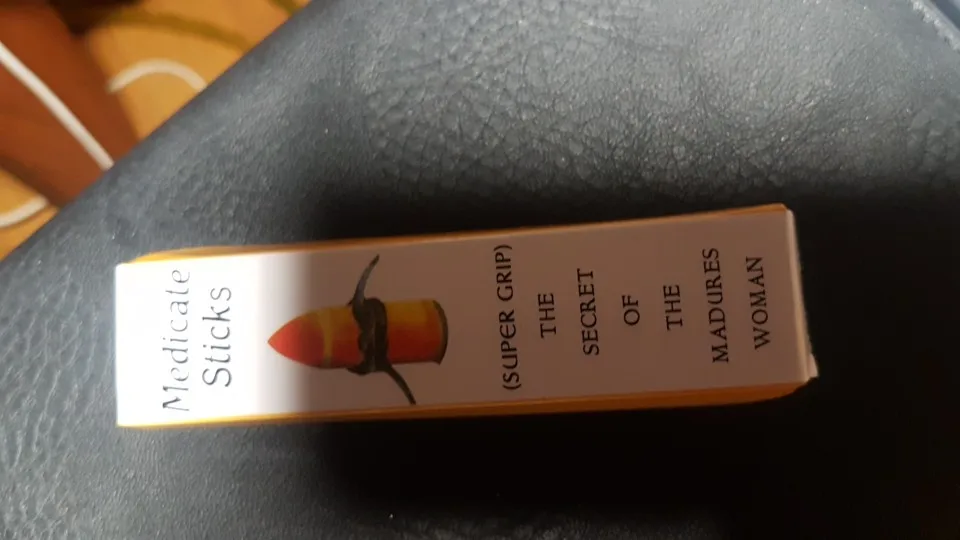 Medicate
Sticks
(SUPER GRIP)
THE
SECRET
OF
THE
MADURES
WOMAN